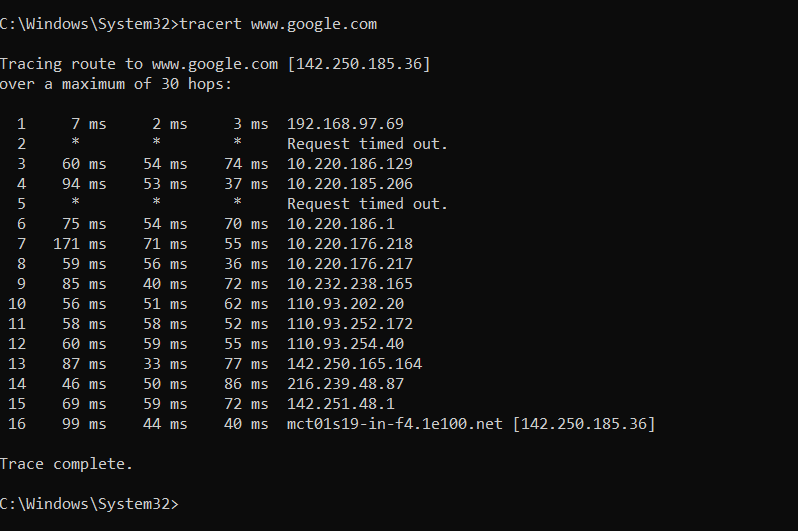 C:\Windows\System32>tracert www.google.com
Tracing route to www.google.com [142.250.185.36]
over a maximum of 30 hops:
1 7 ms 2 ms 3 ms 192.168.97.69
2 * * * Request timed out.
3 60 ms 54 ms 74 ms 10.220.186.129
4 94 ms 53 ms 37 ms 10.220.185.206
5 * * * Request timed out.
6 75 ms 54 ms 70 ms 10.220.186.1
7 171 ms 71 ms 55 ms 10.220.176.218
8 59 ms 56 ms 36 ms 10.220.176.217
9 85 ms 40 ms 72 ms 10.232.238.165
10 56 ms 51 ms 62 ms 110.93.202.20
11 58 ms 58 ms 52 ms 110.93.252.172
12 60 ms 59 ms 55 ms 110.93.254.40
13 87 ms 33 ms 77 ms 142.250.165.164
14 46 ms 50 ms 86 ms 216.239.48.87
15 69 ms 59 ms 72 ms 142.251.48.1
16 99 ms 44 ms 40 ms mct01s19-in-f4.1e100.net [142.250.185.36]
Trace complete.
C:\Windows\System32>